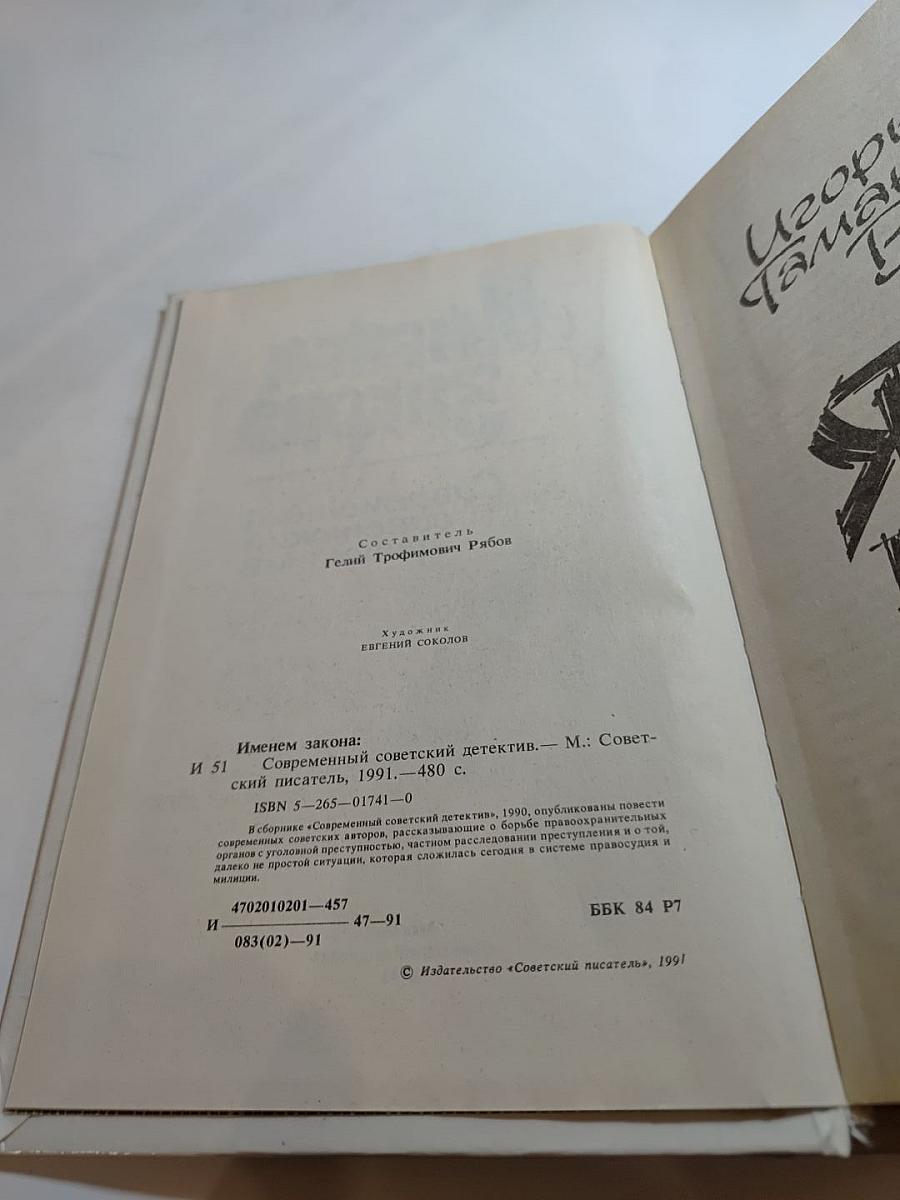 Составитель
Гелий Трофимович Рябов
Художник
ЕВГЕНИЙ СОКОЛОВ
Именем закона:
И 51 Современный советский детектив.— М.: Совет-
ский писатель, 1991.—480 с.
ISBN 5—265—01741—0
В сборнике «Современный советский детектив», 1990, опубликованы повести
современных советских авторов, рассказывающие о борьбе правоохранительных
органов с уголовной преступностью, частном расследовании преступления и о той,
далеко не простой ситуации, которая сложилась сегодня в системе правосудия и
милиции.
4702010201—457
И 47—91
083(02)—91
ББК 84 Р7
© Издательство «Советский писатель», 1991
Игорь